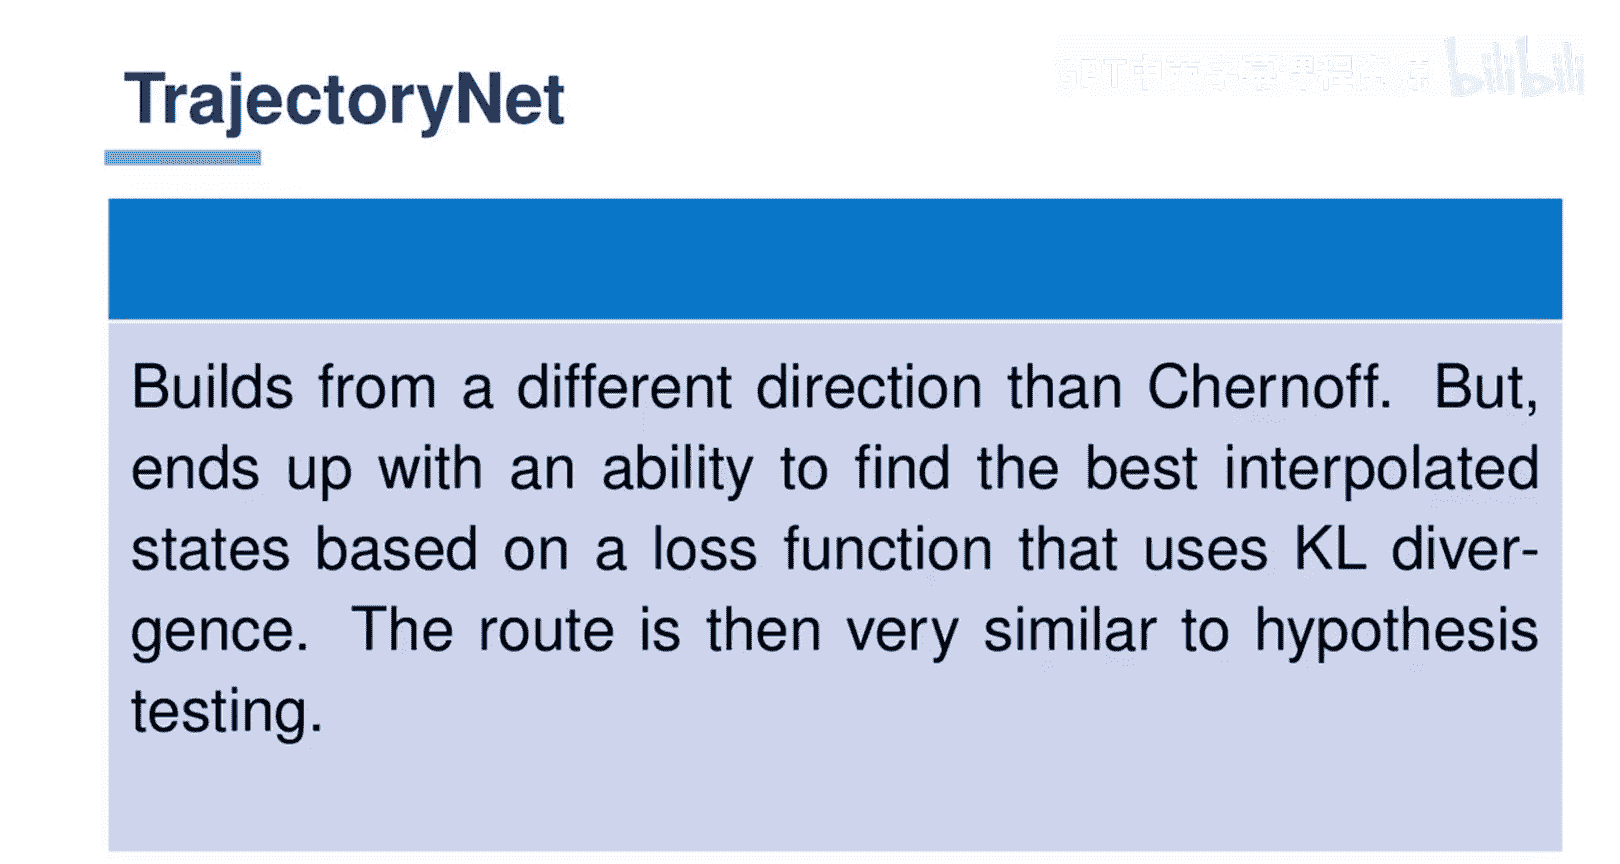 TrajectoryNet
bilibili
Builds from a different direction than Chernoff. But,
ends up with an ability to find the best interpolated
states based on a loss function that uses KL diver-
gence. The route is then very similar to hypothesis
testing.